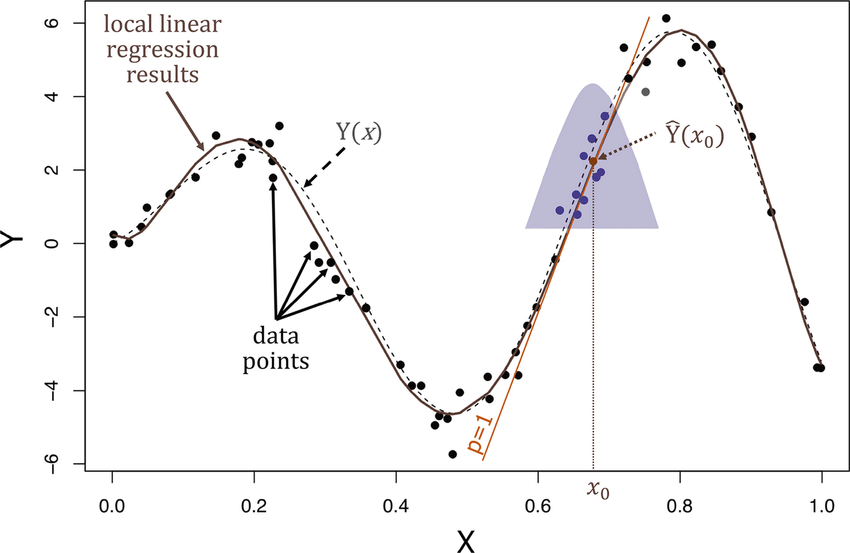 local linear
regression
results
Y(x)
Ŷ(x₀)
data
points
p=1
x₀
Y
6
4
2
0
−2
−4
−6
0.0
0.2
0.4
0.6
0.8
1.0
X